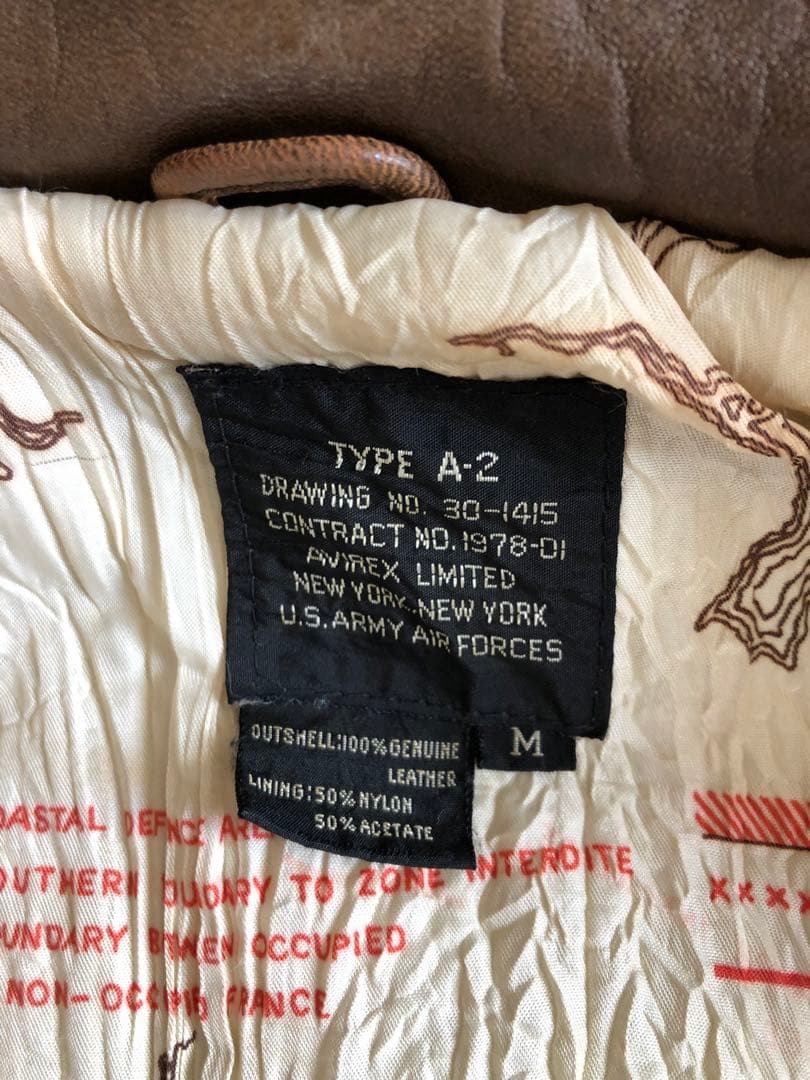 TYPE A-2
DRAWING NO. 30-1415
CONTRACT NO.1978-01
AVIREX LIMITED
NEW YORK, NEW YORK
U.S.ARMY AIR FORCES
M
OUTSHELL:100%GENUINE
LEATHER
LINING:50%NYLON
50%ACETATE
TO ZONE INTERDITE
OCCUPIED
FRANCE